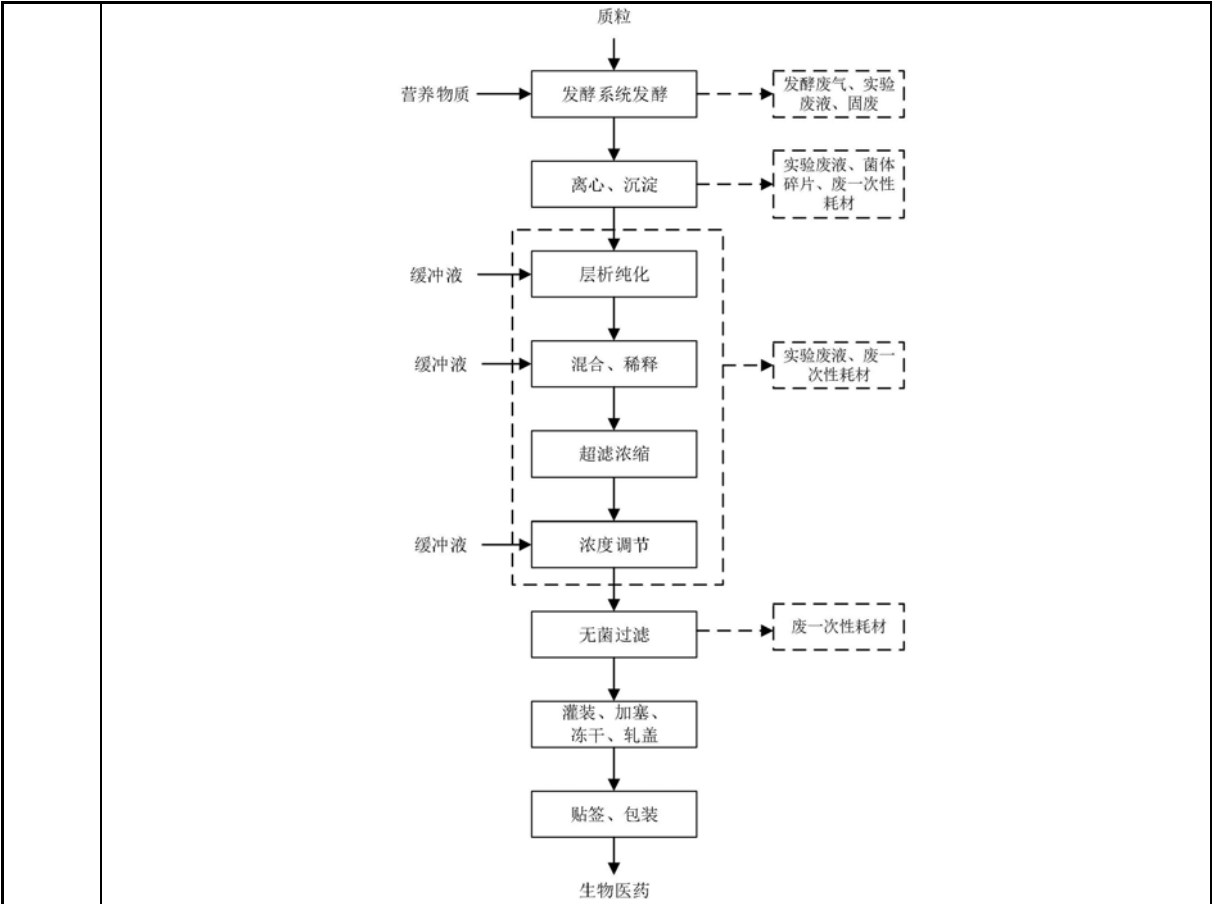 质粒
营养物质
发酵系统发酵
发酵废气、实验
废液、固废
离心、沉淀
实验废液、菌体
碎片、废一次性
耗材
缓冲液
层析纯化
缓冲液
混合、稀释
实验废液、废一
次性耗材
超滤浓缩
缓冲液
浓度调节
无菌过滤
废一次性耗材
灌装、加塞、
冻干、轧盖
贴签、包装
生物医药